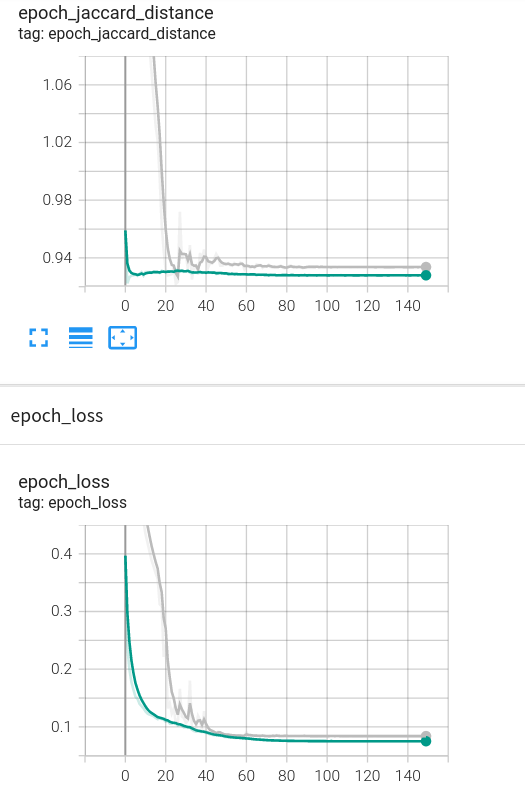 epoch_jaccard_distance
tag: epoch_jaccard_distance
1.06
1.02
0.98
0.94
0 20 40 60 80 100 120 140
epoch_loss
epoch_loss
tag: epoch_loss
0.4
0.3
0.2
0.1
0 20 40 60 80 100 120 140